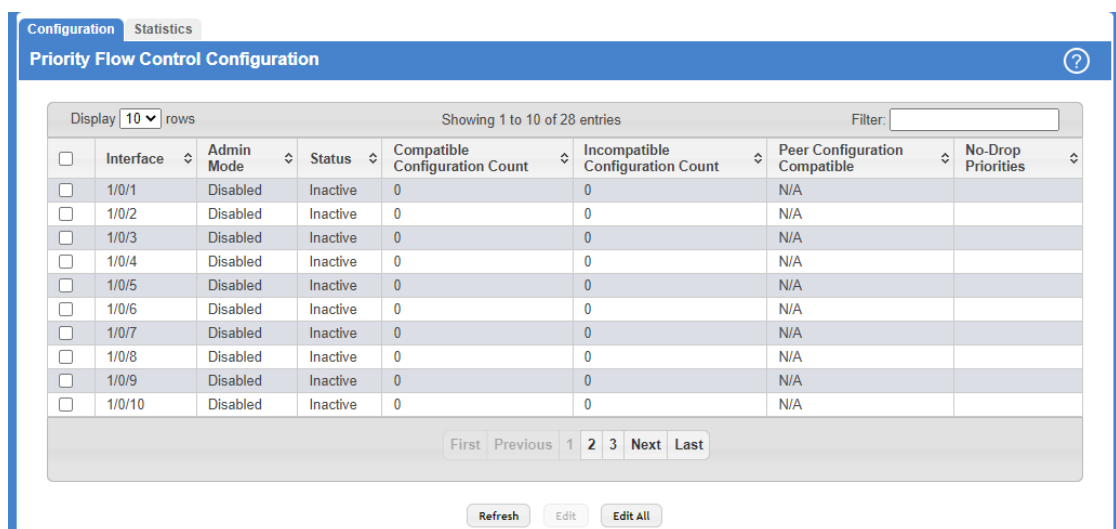 Configuration Statistics
Priority Flow Control Configuration ?
Display 10 rows Showing 1 to 10 of 28 entries Filter:
Interface Admin Mode Status Compatible Configuration Count Incompatible Configuration Count Peer Configuration Compatible No-Drop Priorities
1/0/1 Disabled Inactive 0 0 N/A
1/0/2 Disabled Inactive 0 0 N/A
1/0/3 Disabled Inactive 0 0 N/A
1/0/4 Disabled Inactive 0 0 N/A
1/0/5 Disabled Inactive 0 0 N/A
1/0/6 Disabled Inactive 0 0 N/A
1/0/7 Disabled Inactive 0 0 N/A
1/0/8 Disabled Inactive 0 0 N/A
1/0/9 Disabled Inactive 0 0 N/A
1/0/10 Disabled Inactive 0 0 N/A
First Previous 1 2 3 Next Last
Refresh Edit Edit All